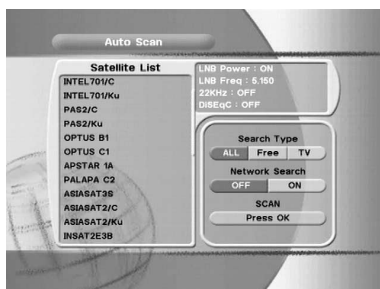 Auto Scan
Satellite List
INTEL701/C
INTEL701/Ku
PAS2/C
PAS2/Ku
OPTUS B1
OPTUS C1
APSTAR 1A
PALAPA C2
ASIASAT3S
ASIASAT2/C
ASIASAT2/Ku
INSAT2E3B
LNB Power : ON
LNB Freq : 5.150
22KHz : OFF
DiSEqC : OFF
Search Type
ALL Free TV
Network Search
OFF ON
SCAN
Press OK